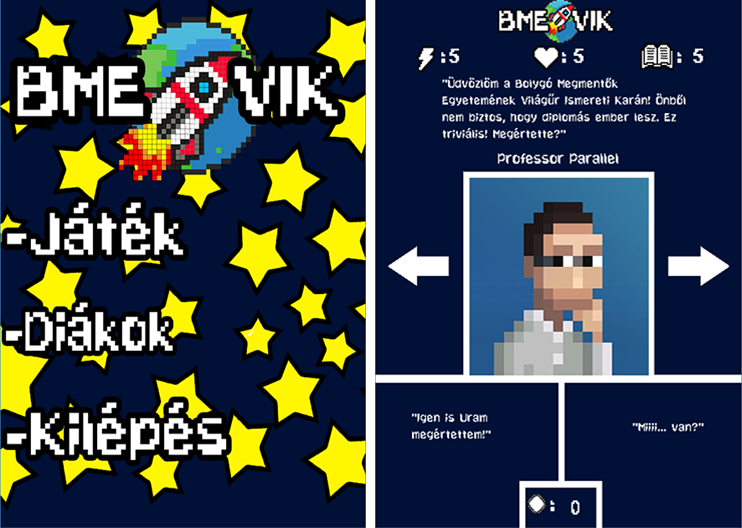 BME VIK
-Játék
-Diákok
-Kilépés
BME VIK
:5
:5
: 5
"Üdvözlöm a Bolygó Megmentők
Egyetemének Világűr Ismereti Karán! Önből
nem biztos, hogy diplomás ember lesz. Ez
triviális! Megértette?"
Professor Parallel
"Igen is Uram
megértettem!"
"Miiii... van?"
: 0